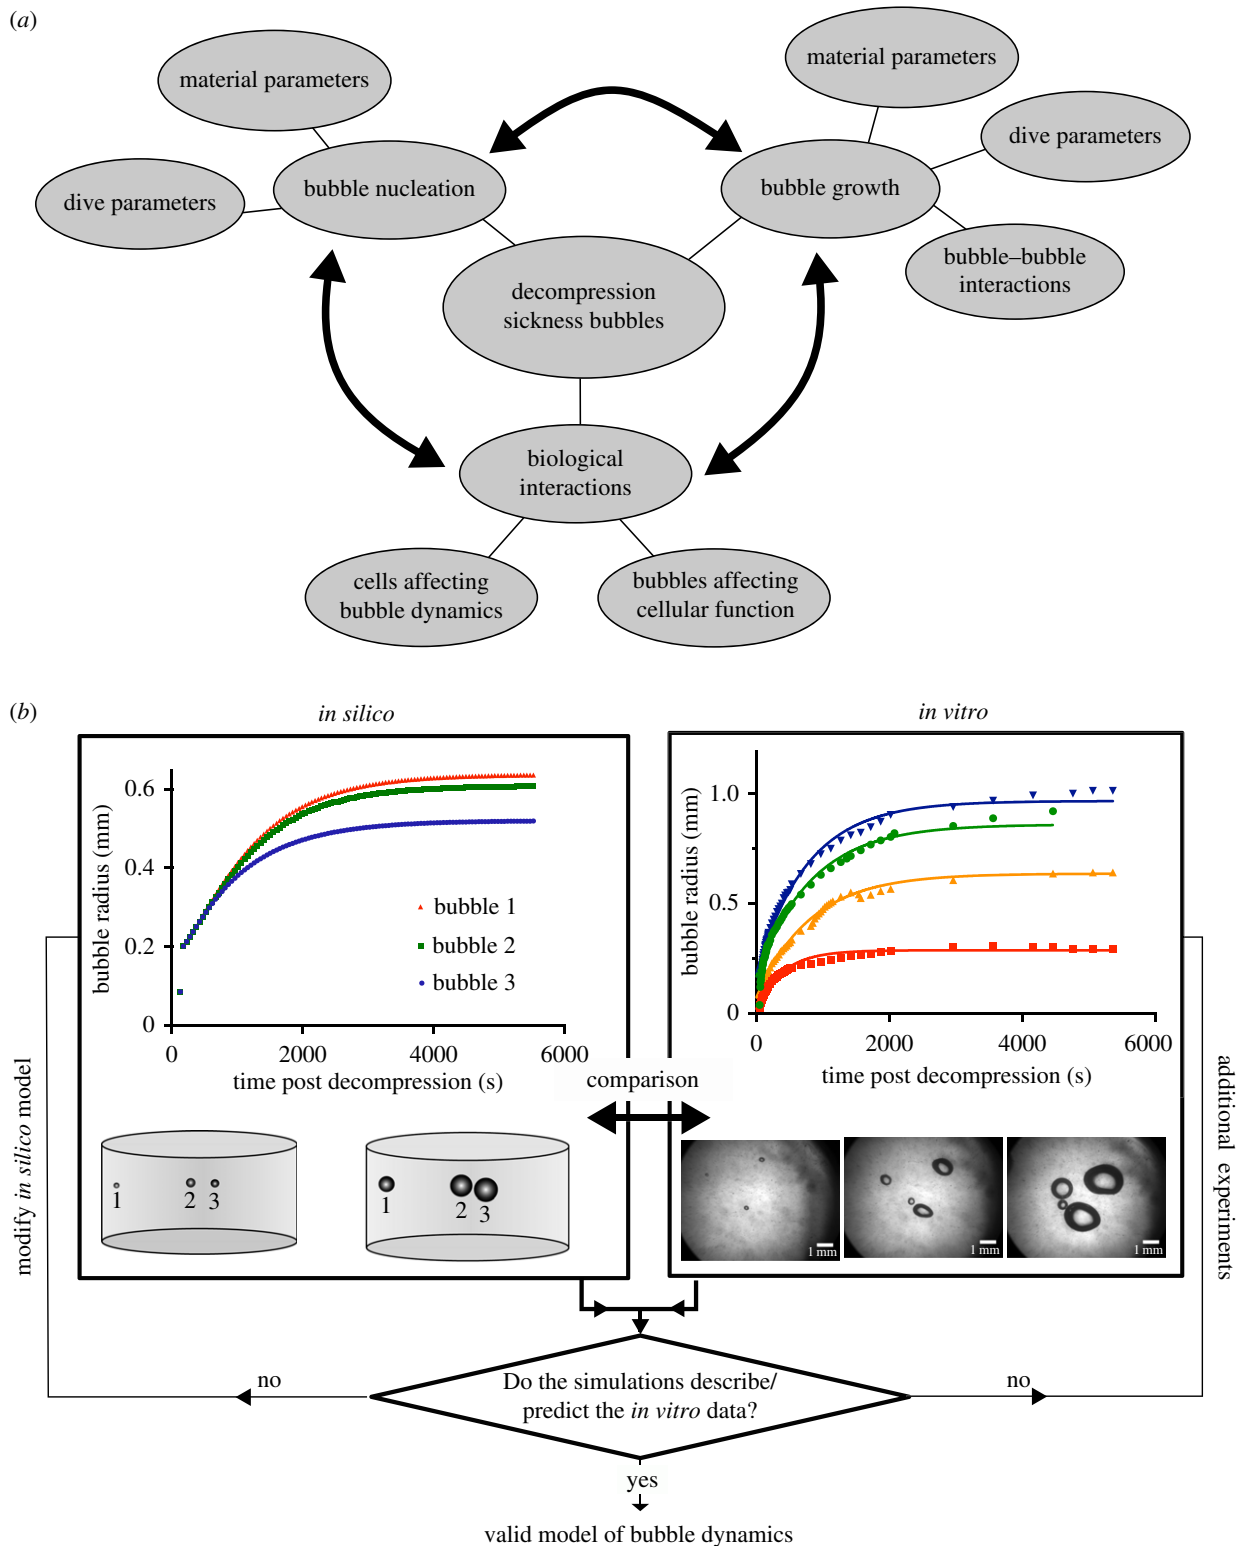 (a)
material parameters
material parameters
dive parameters
bubble nucleation
bubble growth
dive parameters
bubble–bubble
interactions
decompression
sickness bubbles
biological
interactions
cells affecting
bubble dynamics
bubbles affecting
cellular function
(b)
in silico
in vitro
bubble radius (mm)
0.6
0.4
0.2
0
0
2000
4000
6000
time post decompression (s)
bubble 1
bubble 2
bubble 3
1
2
3
1
2
3
bubble radius (mm)
1.0
0.5
0
0
2000
4000
6000
time post decompression (s)
1 mm
1 mm
1 mm
comparison
modify in silico model
additional experiments
Do the simulations describe/
predict the in vitro data?
no
no
yes
valid model of bubble dynamics